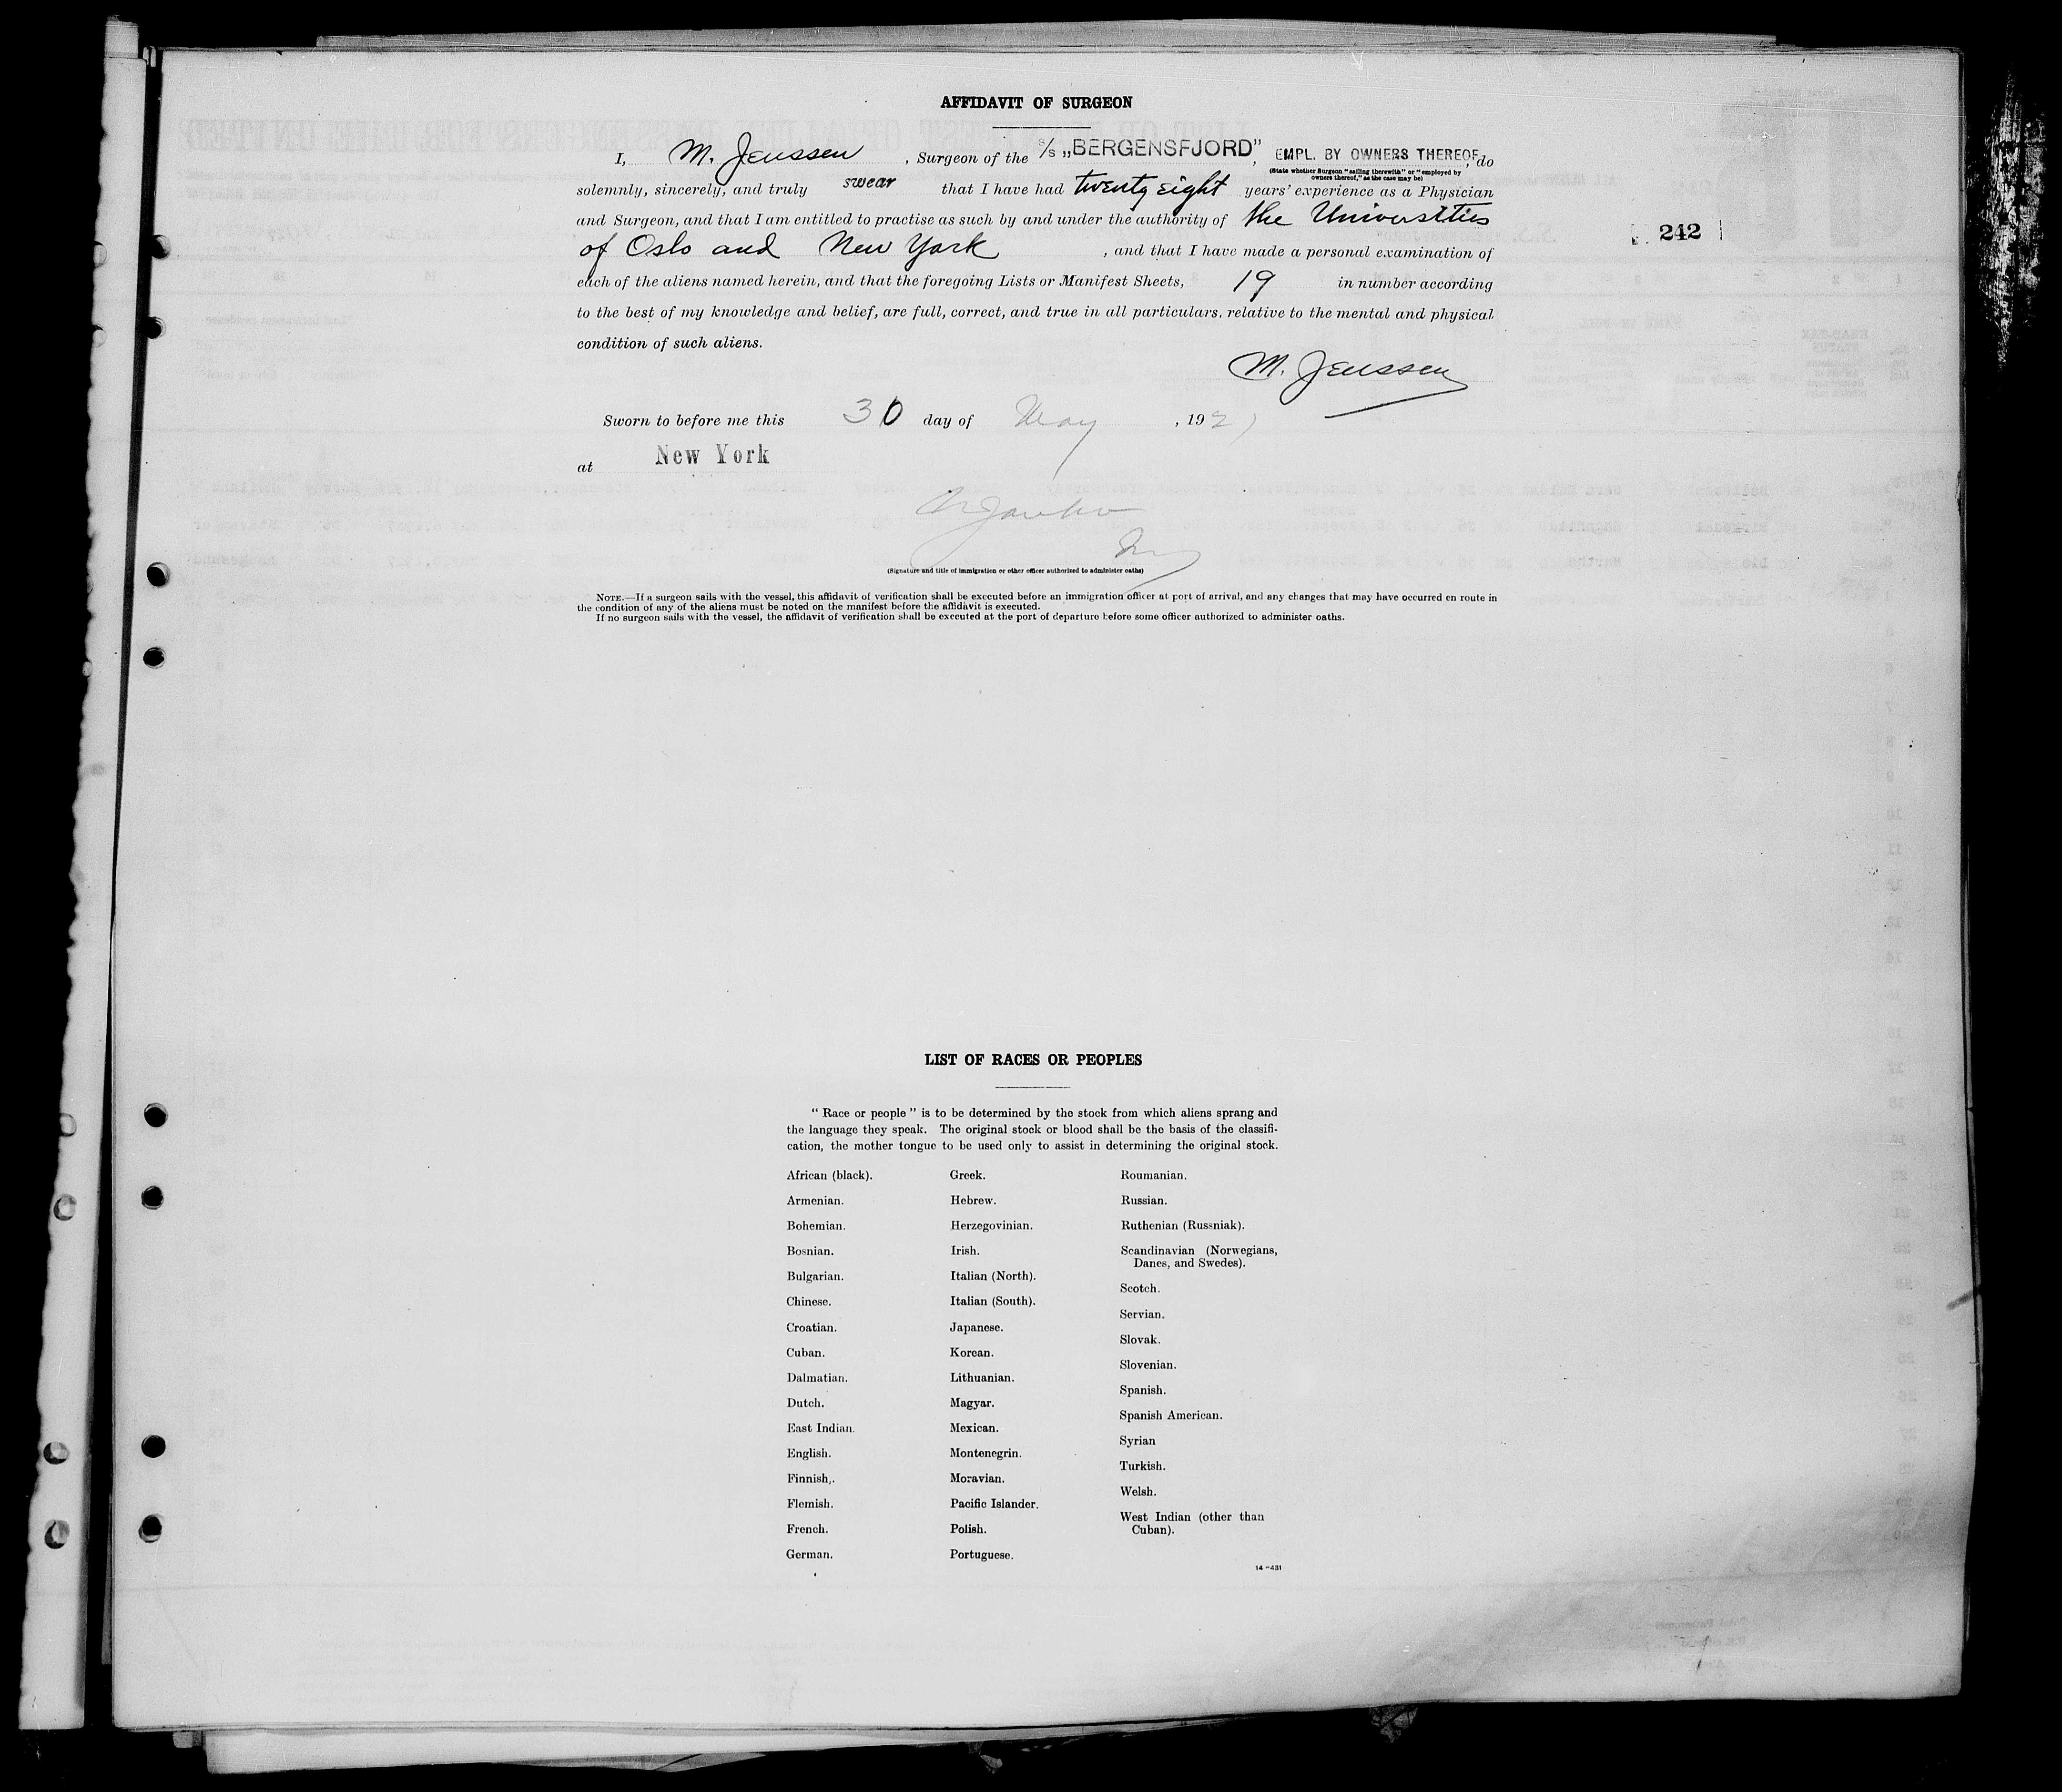 AFFIDAVIT OF SURGEON
I, M. Jenssen, Surgeon of the S/S „BERGENSFJORD", EMPL. BY OWNERS THEREOF, do
(State whether Surgeon "sailing therewith" or "employed by
owners thereof," as the case may be)
solemnly, sincerely, and truly swear that I have had twenty eight years' experience as a Physician
and Surgeon, and that I am entitled to practise as such by and under the authority of the Universities
242
of Oslo and New York, and that I have made a personal examination of
each of the aliens named herein, and that the foregoing Lists or Manifest Sheets, 19 in number according
to the best of my knowledge and belief, are full, correct, and true in all particulars. relative to the mental and physical
condition of such aliens.
M. Jenssen
Sworn to before me this 30 day of May, 192
at New York
(Signature and title of immigration or other officer authorized to administer oaths)
NOTE.—If a surgeon sails with the vessel, this affidavit of verification shall be executed before an immigration officer at port of arrival, and any changes that may have occurred en route in
the condition of any of the aliens must be noted on the manifest before the affidavit is executed.
If no surgeon sails with the vessel, the affidavit of verification shall be executed at the port of departure before some officer authorized to administer oaths.
LIST OF RACES OR PEOPLES
"Race or people" is to be determined by the stock from which aliens sprang and
the language they speak. The original stock or blood shall be the basis of the classifi-
cation, the mother tongue to be used only to assist in determining the original stock.
African (black).
Armenian.
Bohemian.
Bosnian.
Bulgarian.
Chinese.
Croatian.
Cuban.
Dalmatian.
Dutch.
East Indian.
English.
Finnish.
Flemish.
French.
German.
Greek.
Hebrew.
Herzegovinian.
Irish.
Italian (North).
Italian (South).
Japanese.
Korean.
Lithuanian.
Magyar.
Mexican.
Montenegrin.
Moravian.
Pacific Islander.
Polish.
Portuguese.
Roumanian.
Russian.
Ruthenian (Russniak).
Scandinavian (Norwegians,
Danes, and Swedes).
Scotch.
Servian.
Slovak.
Slovenian.
Spanish.
Spanish American.
Syrian
Turkish.
Welsh.
West Indian (other than
Cuban).
14—431